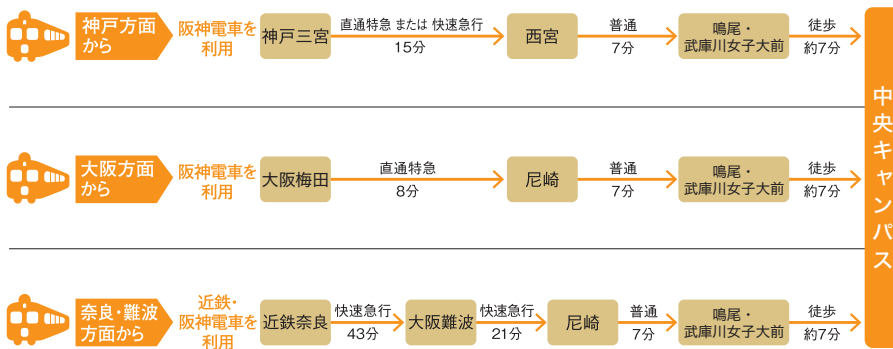 神戸方面
から
阪神電車を
利用
神戸三宮
直通特急 または 快速急行
15分
西宮
普通
7分
鳴尾・
武庫川女子大前
徒歩
約7分
大阪方面
から
阪神電車を
利用
大阪梅田
直通特急
8分
尼崎
普通
7分
鳴尾・
武庫川女子大前
徒歩
約7分
奈良・難波
方面から
近鉄・
阪神電車を
利用
近鉄奈良
快速急行
43分
大阪難波
快速急行
21分
尼崎
普通
7分
鳴尾・
武庫川女子大前
徒歩
約7分
中央キャンパス